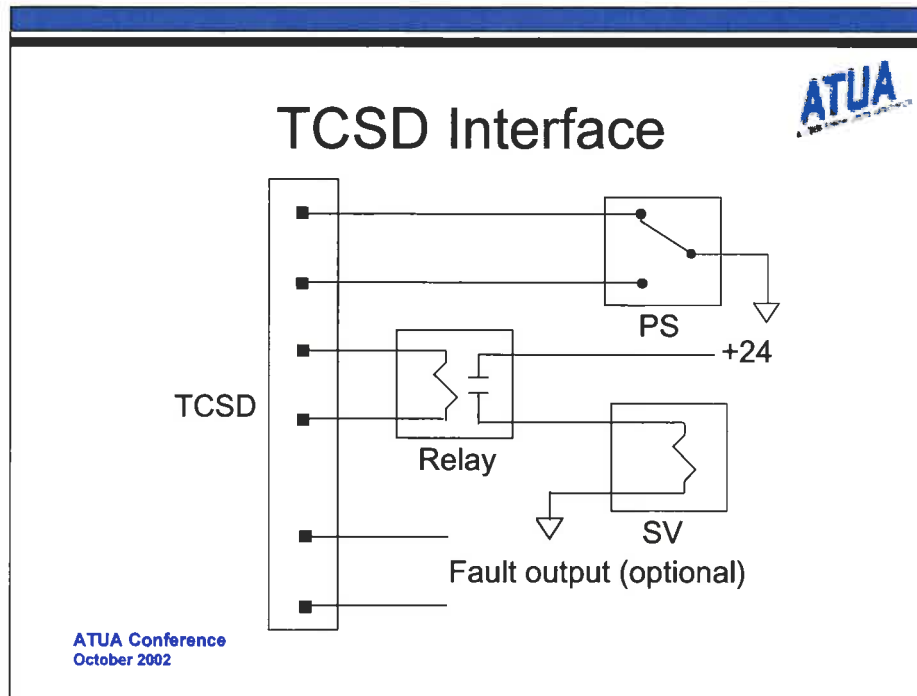 ATUA
TCSD Interface
PS
+24
TCSD
Relay
SV
Fault output (optional)
ATUA Conference
October 2002